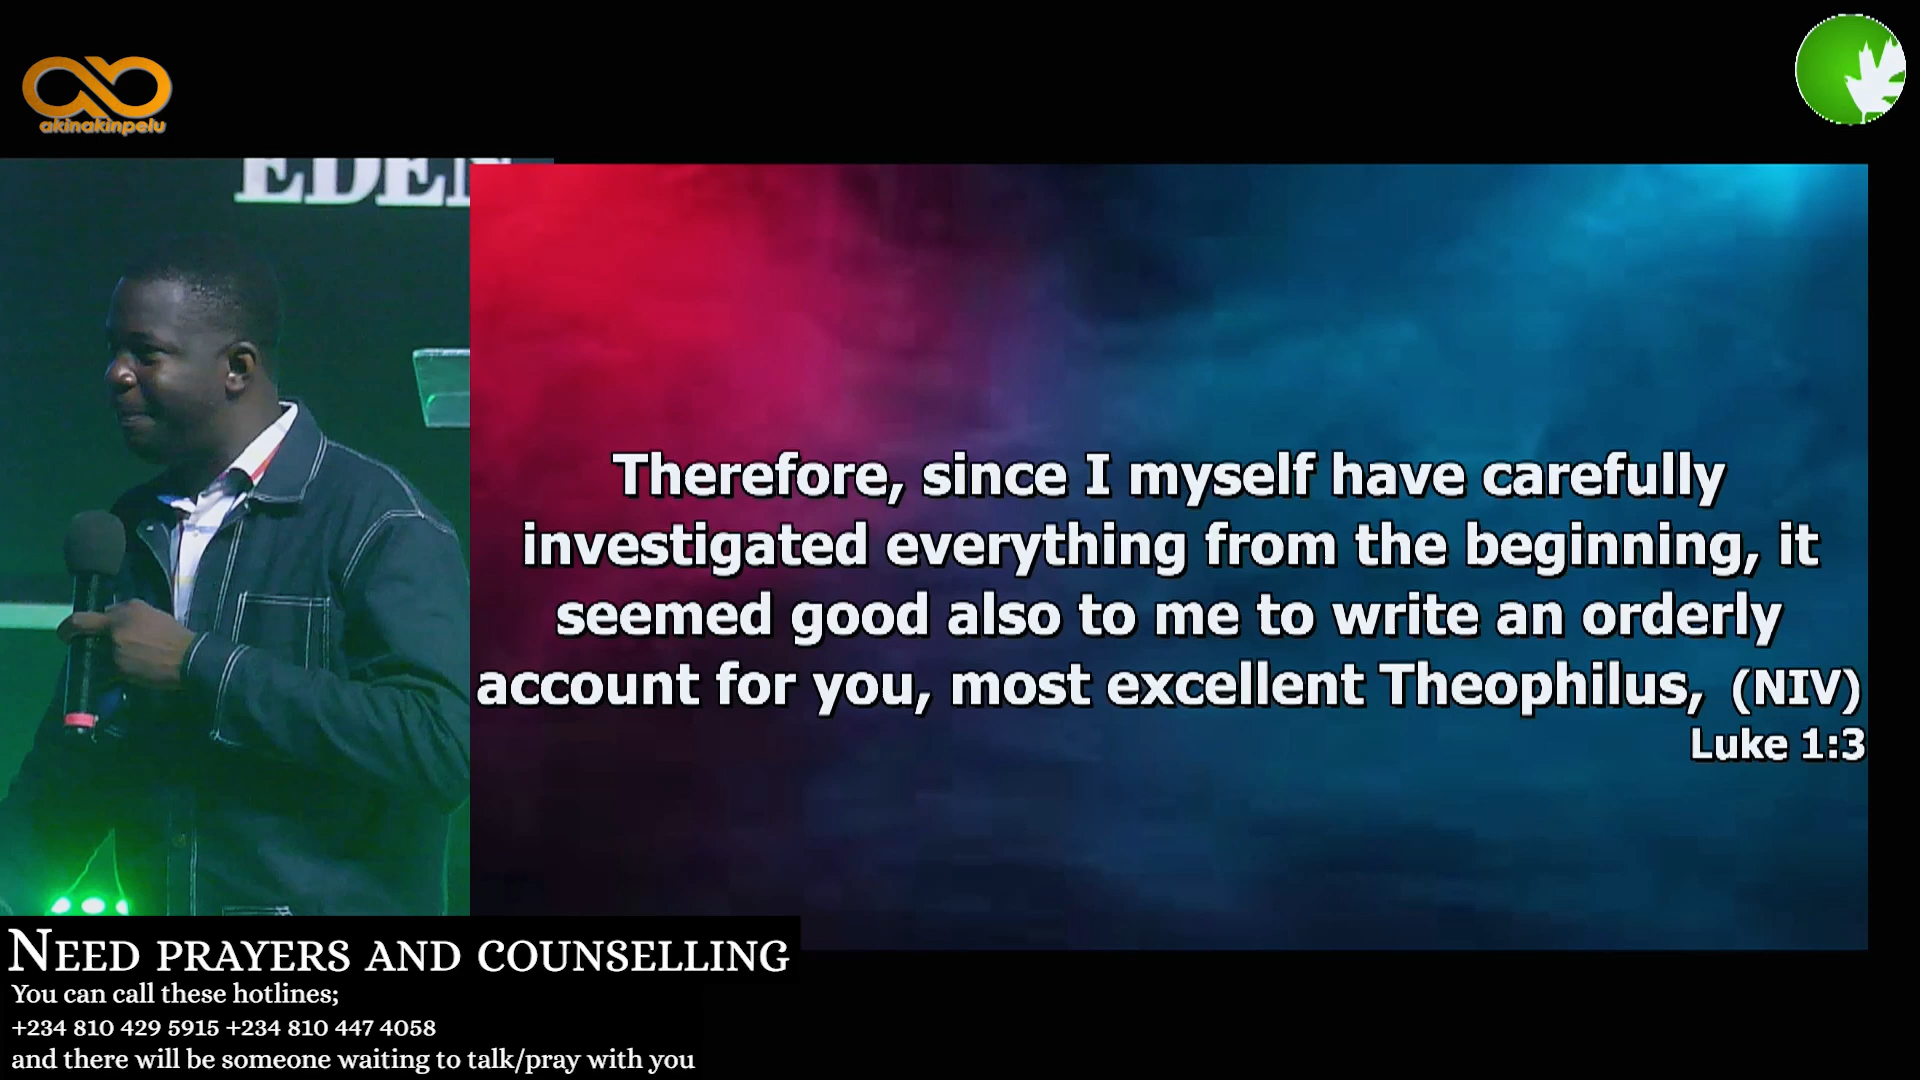 akinakinpelu
EDEN
Therefore, since I myself have carefully
investigated everything from the beginning, it
seemed good also to me to write an orderly
account for you, most excellent Theophilus, (NIV)
Luke 1:3
NEED PRAYERS AND COUNSELLING
You can call these hotlines;
+234 810 429 5915 +234 810 447 4058
and there will be someone waiting to talk/pray with you